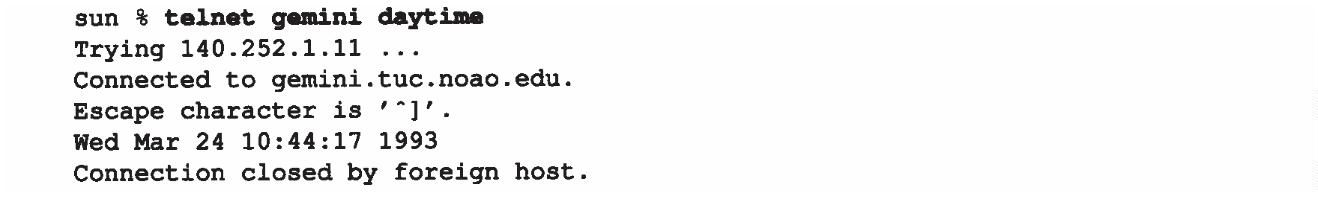 sun % telnet gemini daytime
Trying 140.252.1.11 ...
Connected to gemini.tuc.noao.edu.
Escape character is '^]'.
Wed Mar 24 10:44:17 1993
Connection closed by foreign host.